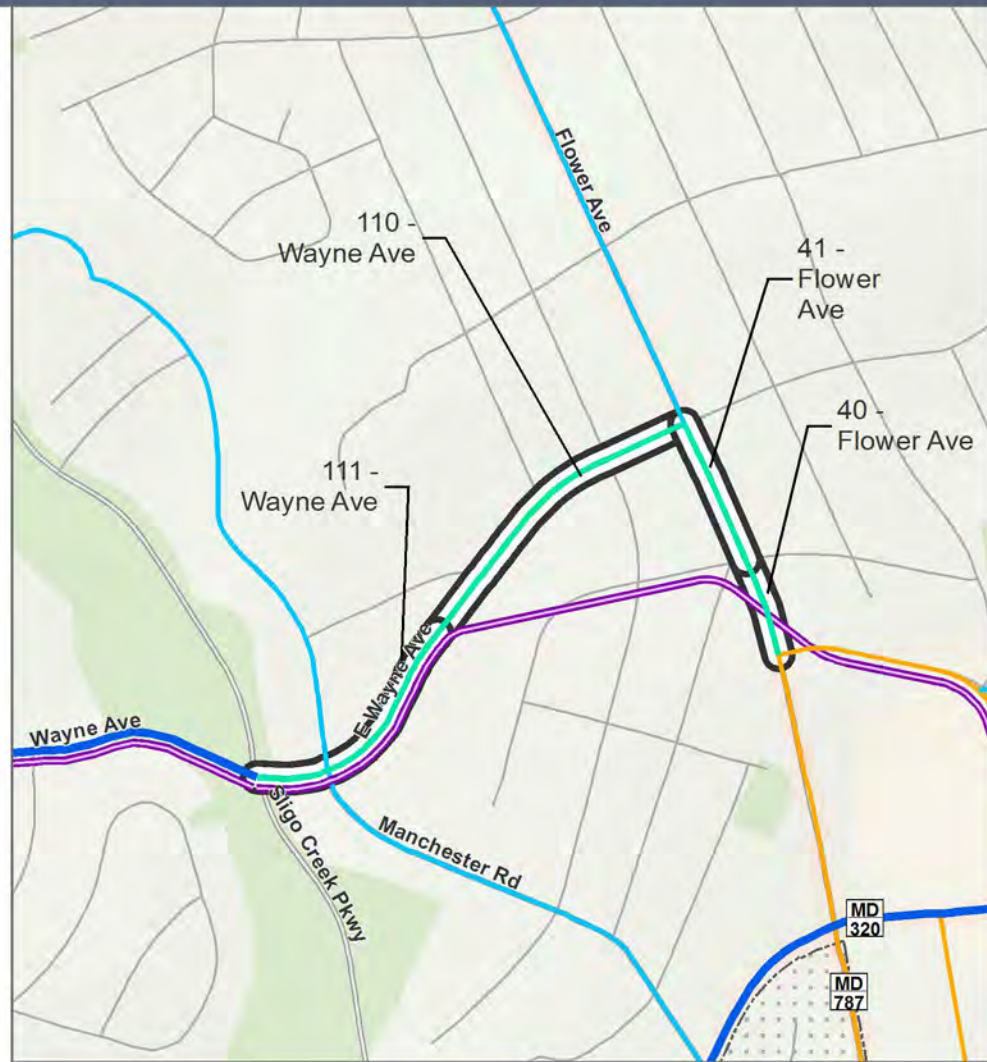 Flower Ave
110 -
Wayne Ave
41 -
Flower
Ave
40 -
Flower Ave
111 -
Wayne Ave
E Wayne Ave
Wayne Ave
Sligo Creek Pkwy
Manchester Rd
MD
320
MD
787